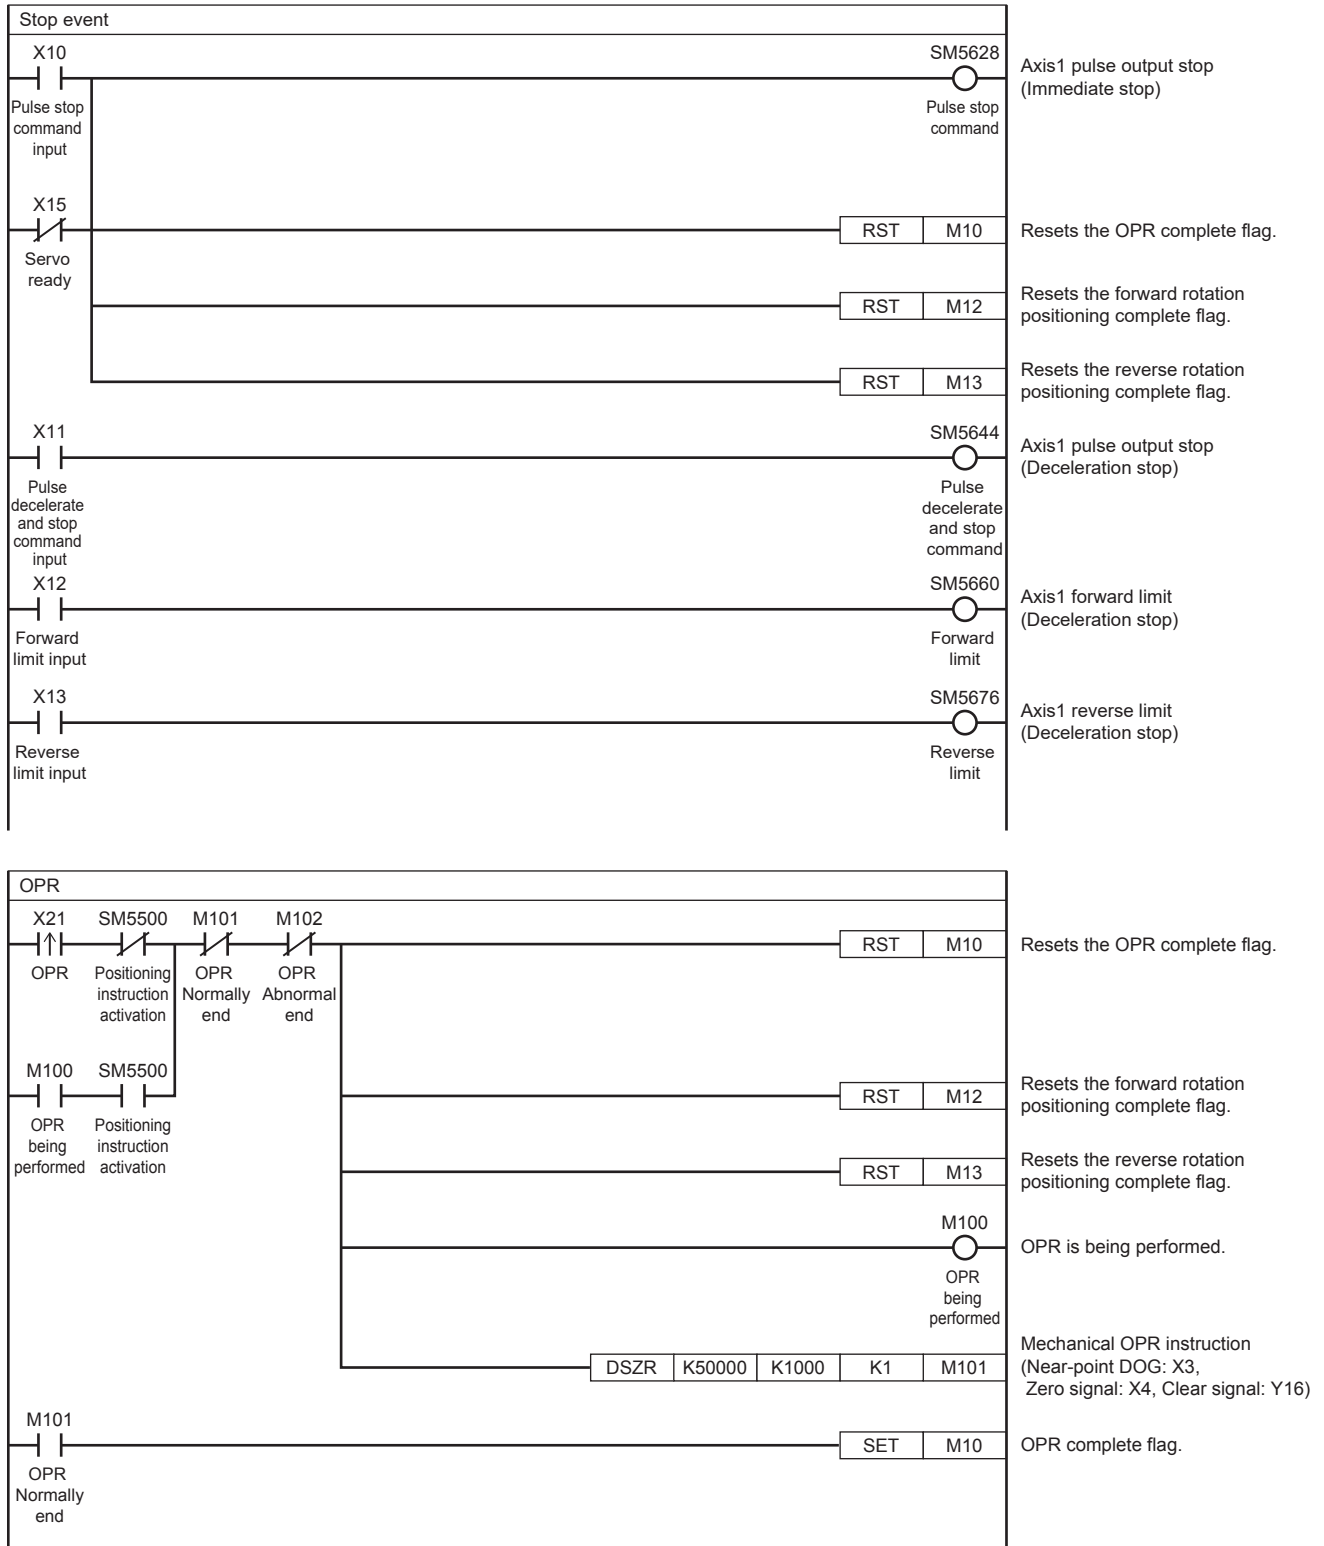 Stop event
X10
SM5628
Axis1 pulse output stop
(Immediate stop)
Pulse stop
command
input
Pulse stop
command
X15
RST M10
Resets the OPR complete flag.
Servo
ready
RST M12
Resets the forward rotation
positioning complete flag.
RST M13
Resets the reverse rotation
positioning complete flag.
X11
SM5644
Axis1 pulse output stop
(Deceleration stop)
Pulse
decelerate
and stop
command
input
Pulse
decelerate
and stop
command
X12
SM5660
Axis1 forward limit
(Deceleration stop)
Forward
limit input
Forward
limit
X13
SM5676
Axis1 reverse limit
(Deceleration stop)
Reverse
limit input
Reverse
limit
OPR
X21 SM5500 M101 M102
RST M10
Resets the OPR complete flag.
OPR
Positioning
instruction
activation
OPR
Normally
end
OPR
Abnormal
end
M100 SM5500
RST M12
Resets the forward rotation
positioning complete flag.
OPR
being
performed
Positioning
instruction
activation
RST M13
Resets the reverse rotation
positioning complete flag.
M100
OPR is being performed.
OPR
being
performed
DSZR K50000 K1000 K1 M101
Mechanical OPR instruction
(Near-point DOG: X3,
Zero signal: X4, Clear signal: Y16)
M101
SET M10
OPR complete flag.
OPR
Normally
end